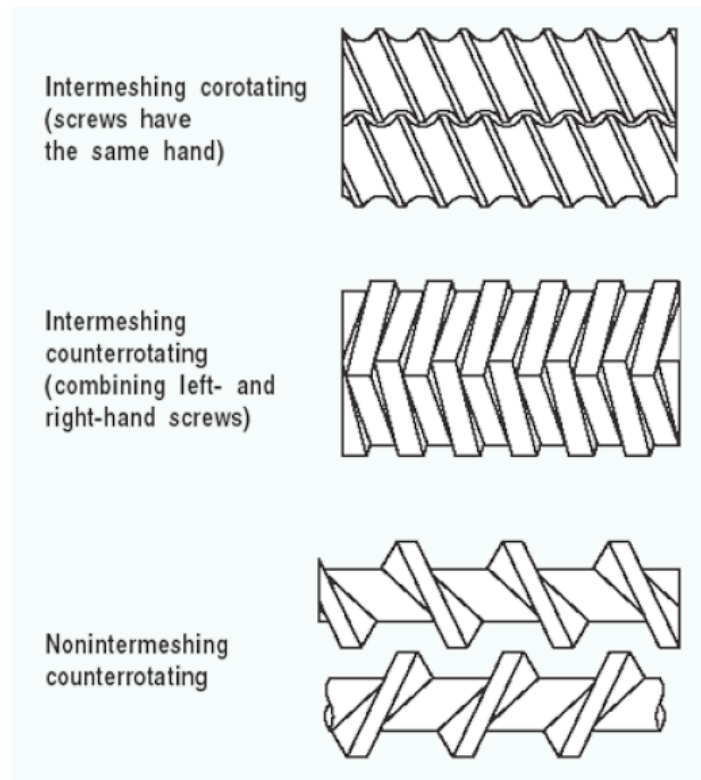 Intermeshing corotating
(screws have
the same hand)
Intermeshing
counterrotating
(combining left- and
right-hand screws)
Nonintermeshing
counterrotating